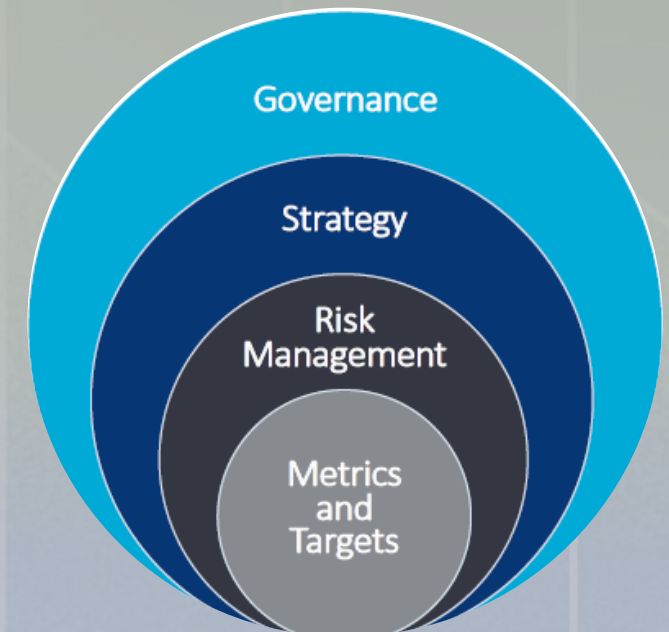 Governance
Strategy
Risk
Management
Metrics
and
Targets